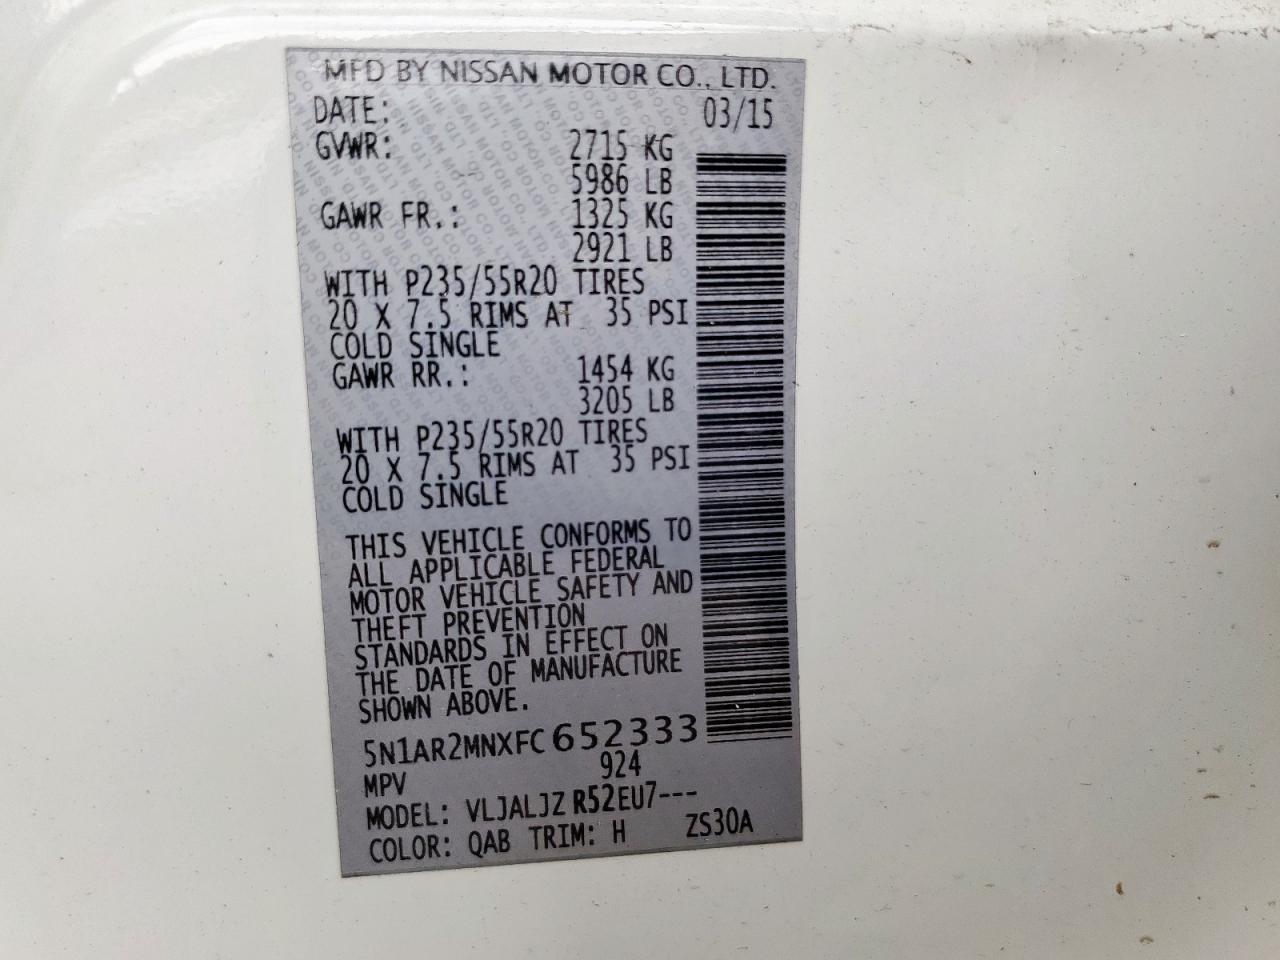 MFD BY NISSAN MOTOR CO., LTD.
DATE: 03/15
GVWR: 2715 KG
5986 LB
GAWR FR.: 1325 KG
2921 LB
WITH P235/55R20 TIRES
20 X 7.5 RIMS AT 35 PSI
COLD SINGLE
GAWR RR.: 1454 KG
3205 LB
WITH P235/55R20 TIRES
20 X 7.5 RIMS AT 35 PSI
COLD SINGLE
THIS VEHICLE CONFORMS TO
ALL APPLICABLE FEDERAL
MOTOR VEHICLE SAFETY AND
THEFT PREVENTION
STANDARDS IN EFFECT ON
THE DATE OF MANUFACTURE
SHOWN ABOVE.
5N1AR2MNXFC652333
MPV 924
MODEL: VLJALJZ R52EU7---
COLOR: QAB TRIM: H ZS30A